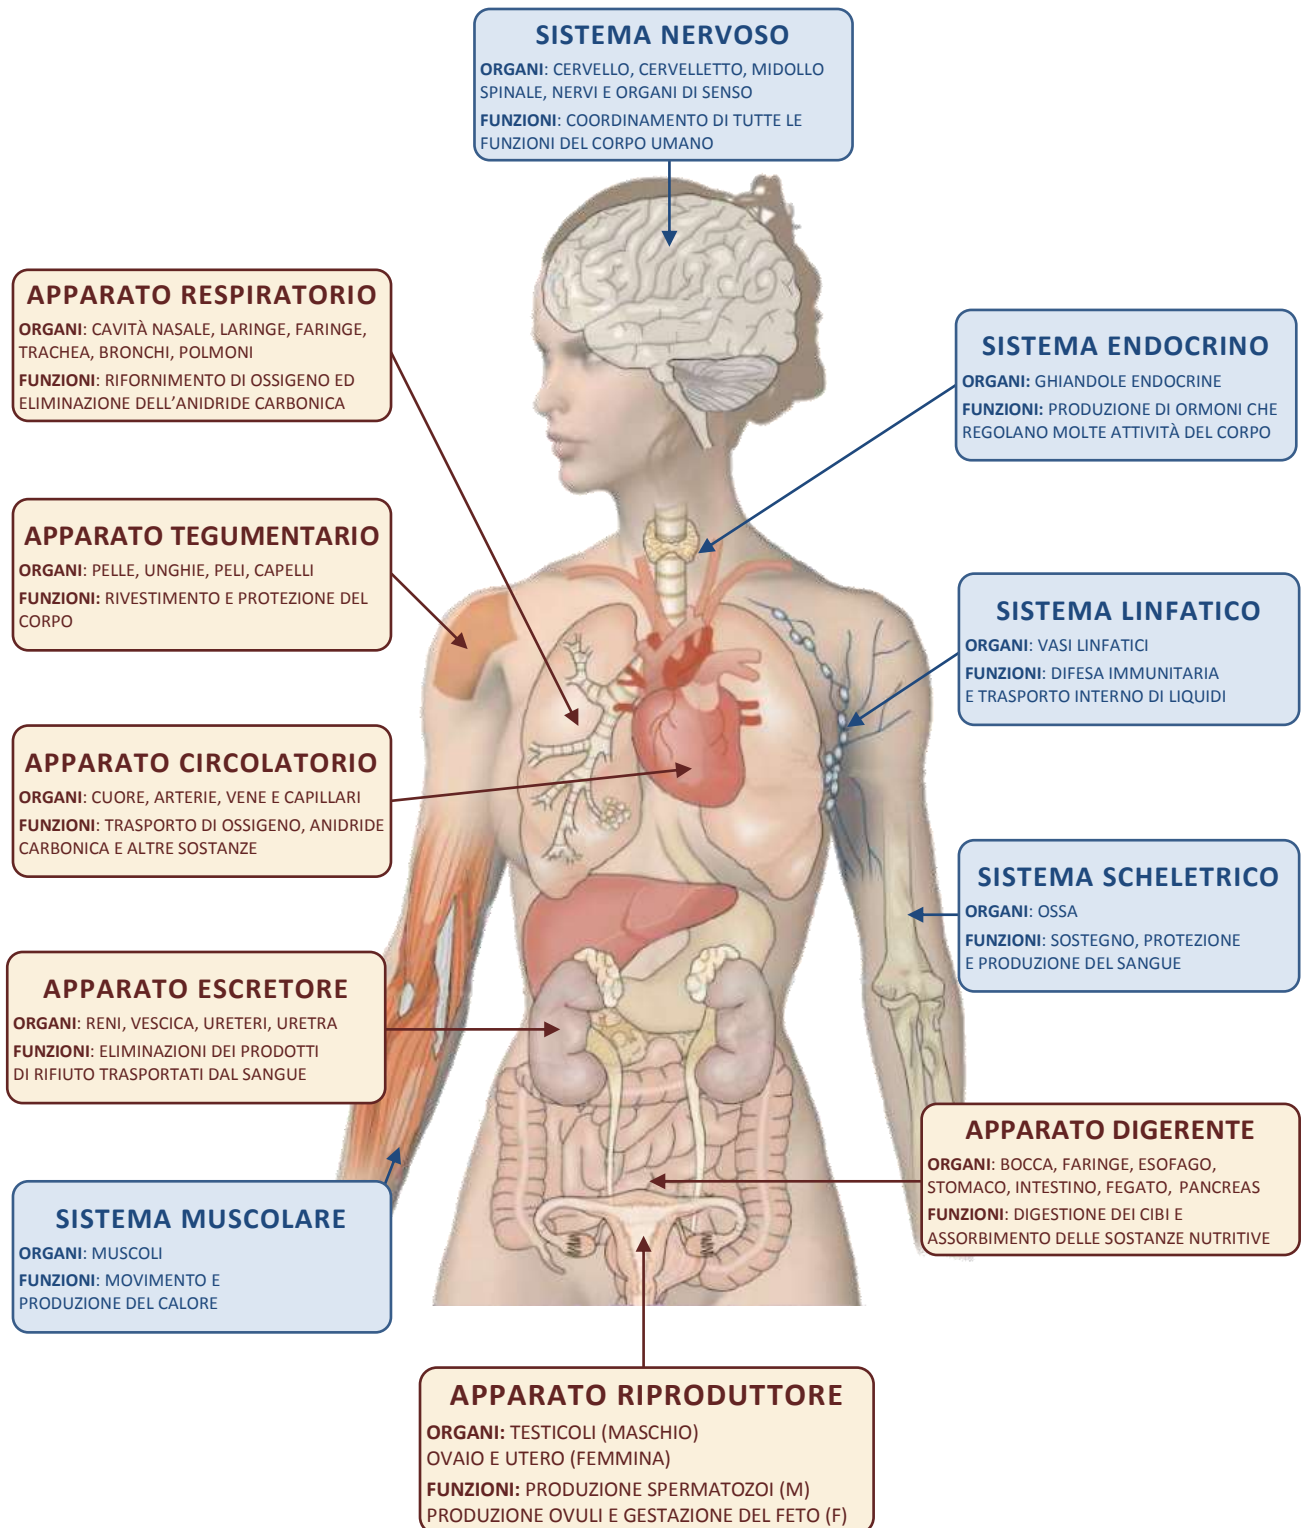 SISTEMA NERVOSO
ORGANI: CERVELLO, CERVELLETTO, MIDOLLO
SPINALE, NERVI E ORGANI DI SENSO
FUNZIONI: COORDINAMENTO DI TUTTE LE
FUNZIONI DEL CORPO UMANO
APPARATO RESPIRATORIO
ORGANI: CAVITÀ NASALE, LARINGE, FARINGE,
TRACHEA, BRONCHI, POLMONI
FUNZIONI: RIFORNIMENTO DI OSSIGENO ED
ELIMINAZIONE DELL’ANIDRIDE CARBONICA
SISTEMA ENDOCRINO
ORGANI: GHIANDOLE ENDOCRINE
FUNZIONI: PRODUZIONE DI ORMONI CHE
REGOLANO MOLTE ATTIVITÀ DEL CORPO
APPARATO TEGUMENTARIO
ORGANI: PELLE, UNGHIE, PELI, CAPELLI
FUNZIONI: RIVESTIMENTO E PROTEZIONE DEL
CORPO
SISTEMA LINFATICO
ORGANI: VASI LINFATICI
FUNZIONI: DIFESA IMMUNITARIA
E TRASPORTO INTERNO DI LIQUIDI
APPARATO CIRCOLATORIO
ORGANI: CUORE, ARTERIE, VENE E CAPILLARI
FUNZIONI: TRASPORTO DI OSSIGENO, ANIDRIDE
CARBONICA E ALTRE SOSTANZE
SISTEMA SCHELETRICO
ORGANI: OSSA
FUNZIONI: SOSTEGNO, PROTEZIONE
E PRODUZIONE DEL SANGUE
APPARATO ESCRETORE
ORGANI: RENI, VESCICA, URETERI, URETRA
FUNZIONI: ELIMINAZIONI DEI PRODOTTI
DI RIFIUTO TRASPORTATI DAL SANGUE
APPARATO DIGERENTE
ORGANI: BOCCA, FARINGE, ESOFAGO,
STOMACO, INTESTINO, FEGATO, PANCREAS
FUNZIONI: DIGESTIONE DEI CIBI E
ASSORBIMENTO DELLE SOSTANZE NUTRITIVE
SISTEMA MUSCOLARE
ORGANI: MUSCOLI
FUNZIONI: MOVIMENTO E
PRODUZIONE DEL CALORE
APPARATO RIPRODUTTORE
ORGANI: TESTICOLI (MASCHIO)
OVAIO E UTERO (FEMMINA)
FUNZIONI: PRODUZIONE SPERMATOZOI (M)
PRODUZIONE OVULI E GESTAZIONE DEL FETO (F)